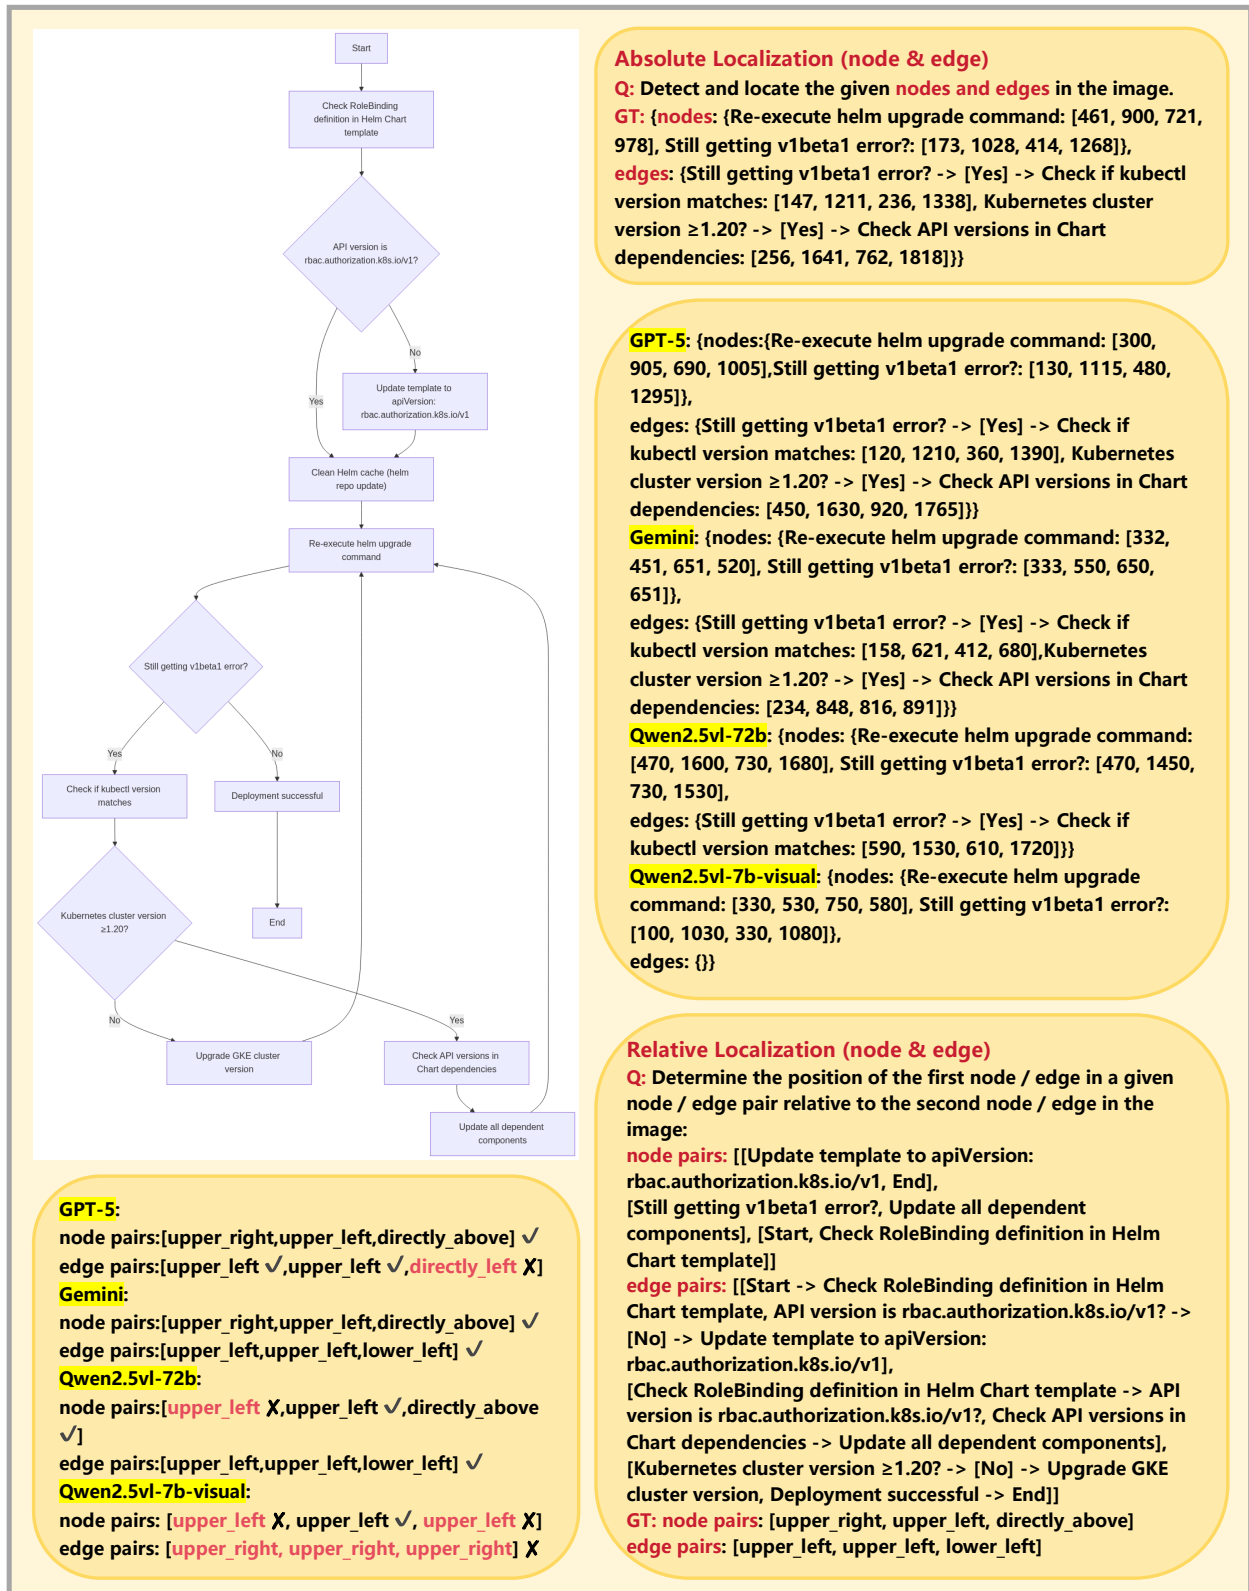 Start
Check RoleBinding
definition in Helm Chart
template
API version is
rbac.authorization.k8s.io/v1?
No
Yes
Update template to
apiVersion:
rbac.authorization.k8s.io/v1
Clean Helm cache (helm
repo update)
Re-execute helm upgrade
command
Still getting v1beta1 error?
Yes
No
Check if kubectl version
matches
Deployment successful
Kubernetes cluster version
≥1.20?
End
No
Yes
Upgrade GKE cluster
version
Check API versions in
Chart dependencies
Update all dependent
components
Absolute Localization (node & edge)
Q: Detect and locate the given nodes and edges in the image.
GT: {nodes: {Re-execute helm upgrade command: [461, 900, 721,
978], Still getting v1beta1 error?: [173, 1028, 414, 1268]},
edges: {Still getting v1beta1 error? -> [Yes] -> Check if kubectl
version matches: [147, 1211, 236, 1338], Kubernetes cluster
version ≥1.20? -> [Yes] -> Check API versions in Chart
dependencies: [256, 1641, 762, 1818]}}
GPT-5: {nodes:{Re-execute helm upgrade command: [300,
905, 690, 1005],Still getting v1beta1 error?: [130, 1115, 480,
1295]},
edges: {Still getting v1beta1 error? -> [Yes] -> Check if
kubectl version matches: [120, 1210, 360, 1390], Kubernetes
cluster version ≥1.20? -> [Yes] -> Check API versions in Chart
dependencies: [450, 1630, 920, 1765]}}
Gemini: {nodes: {Re-execute helm upgrade command: [332,
451, 651, 520], Still getting v1beta1 error?: [333, 550, 650,
651]},
edges: {Still getting v1beta1 error? -> [Yes] -> Check if
kubectl version matches: [158, 621, 412, 680],Kubernetes
cluster version ≥1.20? -> [Yes] -> Check API versions in Chart
dependencies: [234, 848, 816, 891]}}
Qwen2.5vl-72b: {nodes: {Re-execute helm upgrade command:
[470, 1600, 730, 1680], Still getting v1beta1 error?: [470, 1450,
730, 1530],
edges: {Still getting v1beta1 error? -> [Yes] -> Check if
kubectl version matches: [590, 1530, 610, 1720]}}
Qwen2.5vl-7b-visual: {nodes: {Re-execute helm upgrade
command: [330, 530, 750, 580], Still getting v1beta1 error?:
[100, 1030, 330, 1080]},
edges: {}}
Relative Localization (node & edge)
Q: Determine the position of the first node / edge in a given
node / edge pair relative to the second node / edge in the
image:
node pairs: [[Update template to apiVersion:
rbac.authorization.k8s.io/v1, End],
[Still getting v1beta1 error?, Update all dependent
components], [Start, Check RoleBinding definition in Helm
Chart template]]
edge pairs: [[Start -> Check RoleBinding definition in Helm
Chart template, API version is rbac.authorization.k8s.io/v1? ->
[No] -> Update template to apiVersion:
rbac.authorization.k8s.io/v1],
[Check RoleBinding definition in Helm Chart template -> API
version is rbac.authorization.k8s.io/v1?, Check API versions in
Chart dependencies -> Update all dependent components],
[Kubernetes cluster version ≥1.20? -> [No] -> Upgrade GKE
cluster version, Deployment successful -> End]]
GT: node pairs: [upper_right, upper_left, directly_above]
edge pairs: [upper_left, upper_left, lower_left]
GPT-5:
node pairs:[upper_right,upper_left,directly_above] ✓
edge pairs:[upper_left ✓,upper_left ✓,directly_left ✗]
Gemini:
node pairs:[upper_right,upper_left,directly_above] ✓
edge pairs:[upper_left,upper_left,lower_left] ✓
Qwen2.5vl-72b:
node pairs:[upper_left ✗,upper_left ✓,directly_above
✓]
edge pairs:[upper_left,upper_left,lower_left] ✓
Qwen2.5vl-7b-visual:
node pairs: [upper_left ✗, upper_left ✓, upper_left ✗]
edge pairs: [upper_right, upper_right, upper_right] ✗